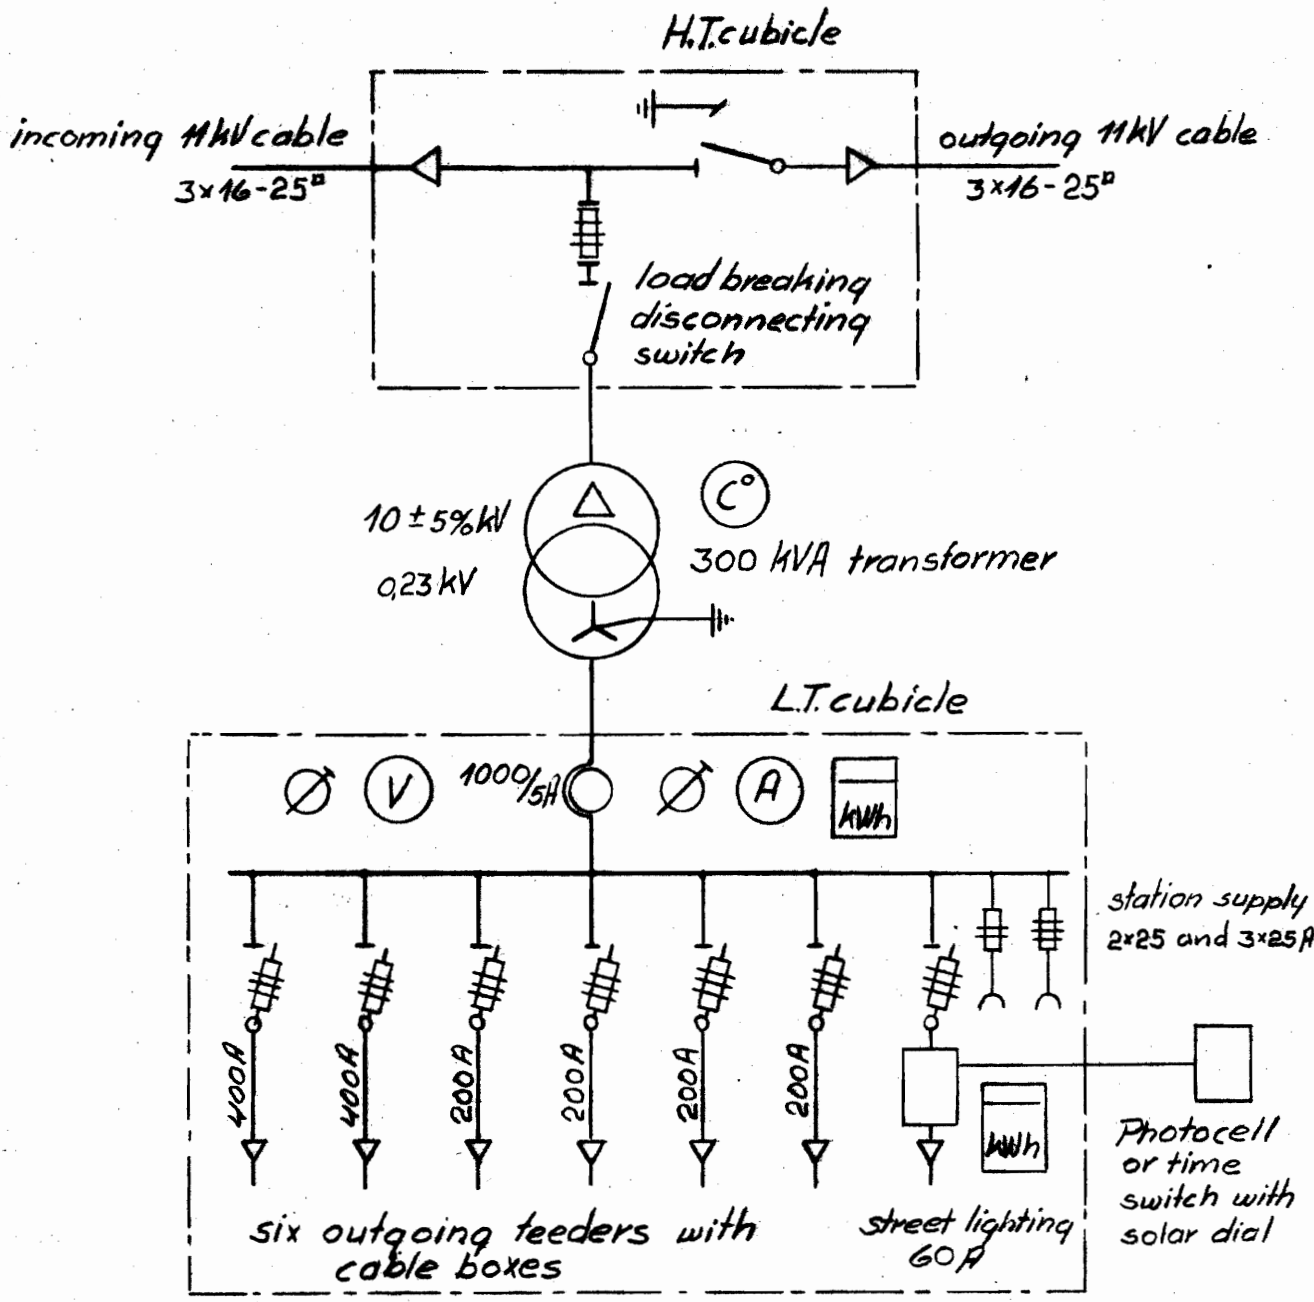 H.T. cubicle
incoming 11kV cable
3×16-25□
outgoing 11kV cable
3×16-25□
load breaking
disconnecting
switch
10 ± 5% kV
C°
0,23 kV
300 kVA transformer
L.T. cubicle
V
1000/5A
A
kWh
station supply
2×25 and 3×25A
400A
400A
200A
200A
200A
200A
kWh
Photocell
or time
switch with
solar dial
six outgoing feeders with
cable boxes
street lighting
60A